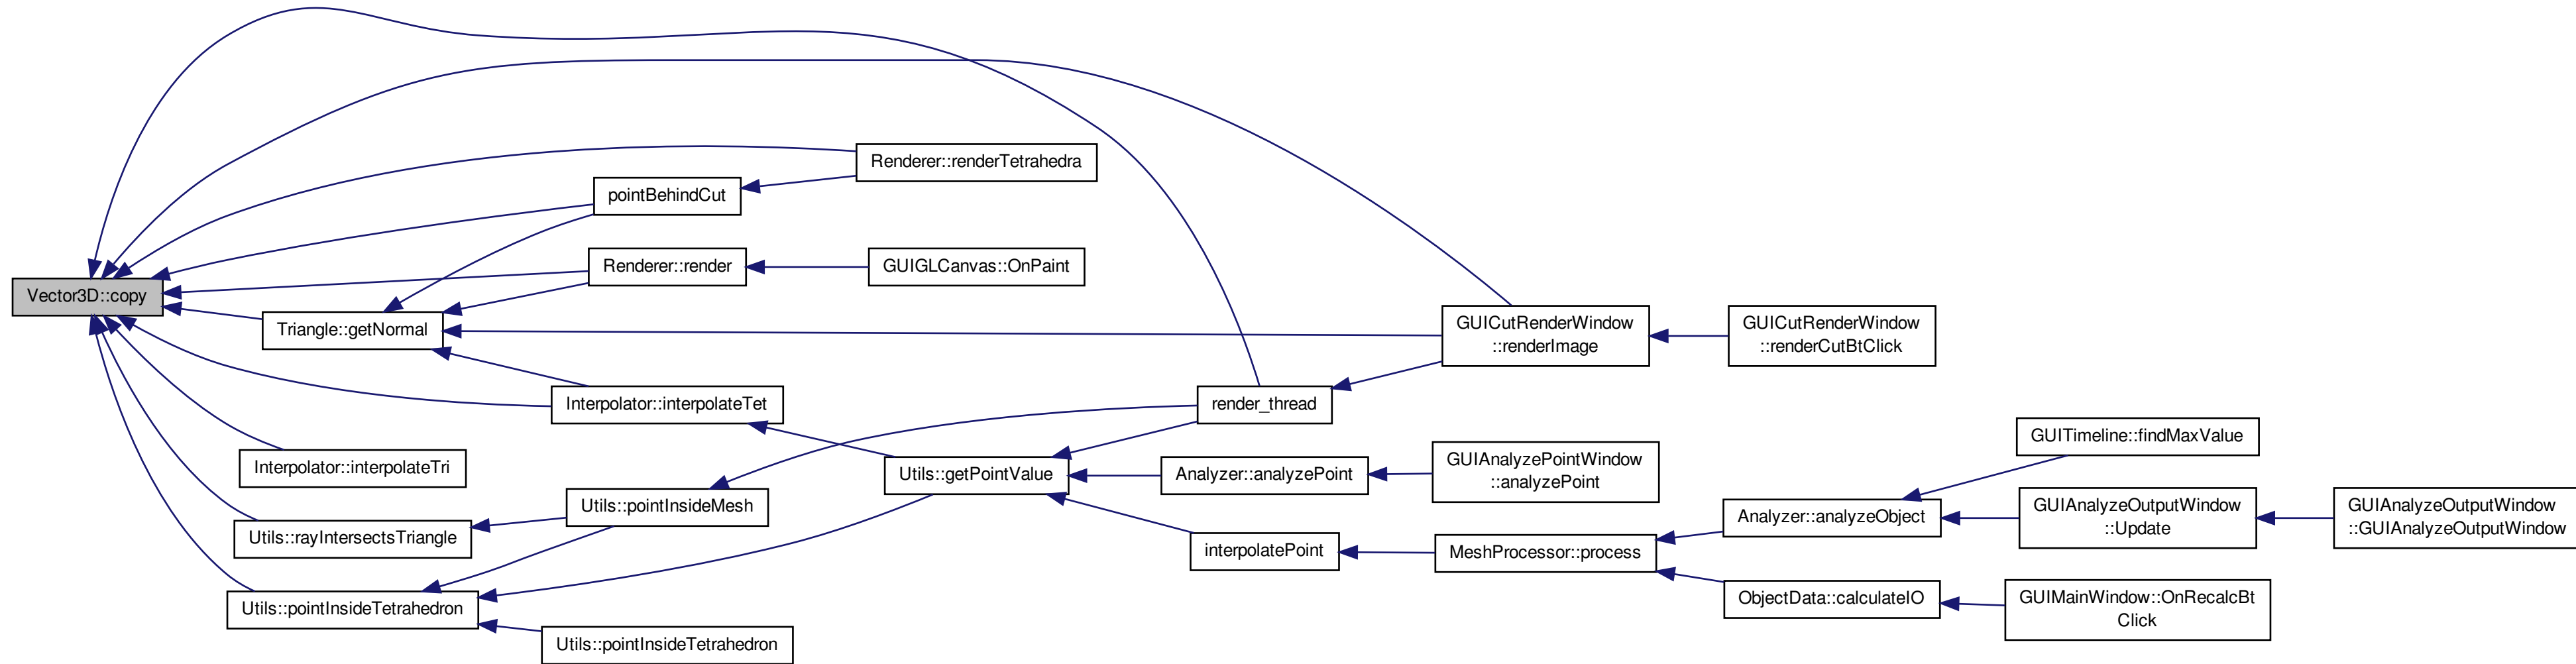 Renderer::renderTetrahedra
pointBehindCut
Renderer::render
GUIGLCanvas::OnPaint
Vector3D::copy
Triangle::getNormal
GUICutRenderWindow
::renderImage
GUICutRenderWindow
::renderCutBtClick
Interpolator::interpolateTet
render_thread
GUITimeline::findMaxValue
Interpolator::interpolateTri
Utils::getPointValue
Analyzer::analyzePoint
GUIAnalyzePointWindow
::analyzePoint
Utils::pointInsideMesh
Analyzer::analyzeObject
GUIAnalyzeOutputWindow
::Update
GUIAnalyzeOutputWindow
::GUIAnalyzeOutputWindow
Utils::rayIntersectsTriangle
interpolatePoint
MeshProcessor::process
Utils::pointInsideTetrahedron
ObjectData::calculateIO
GUIMainWindow::OnRecalcBt
Click
Utils::pointInsideTetrahedron